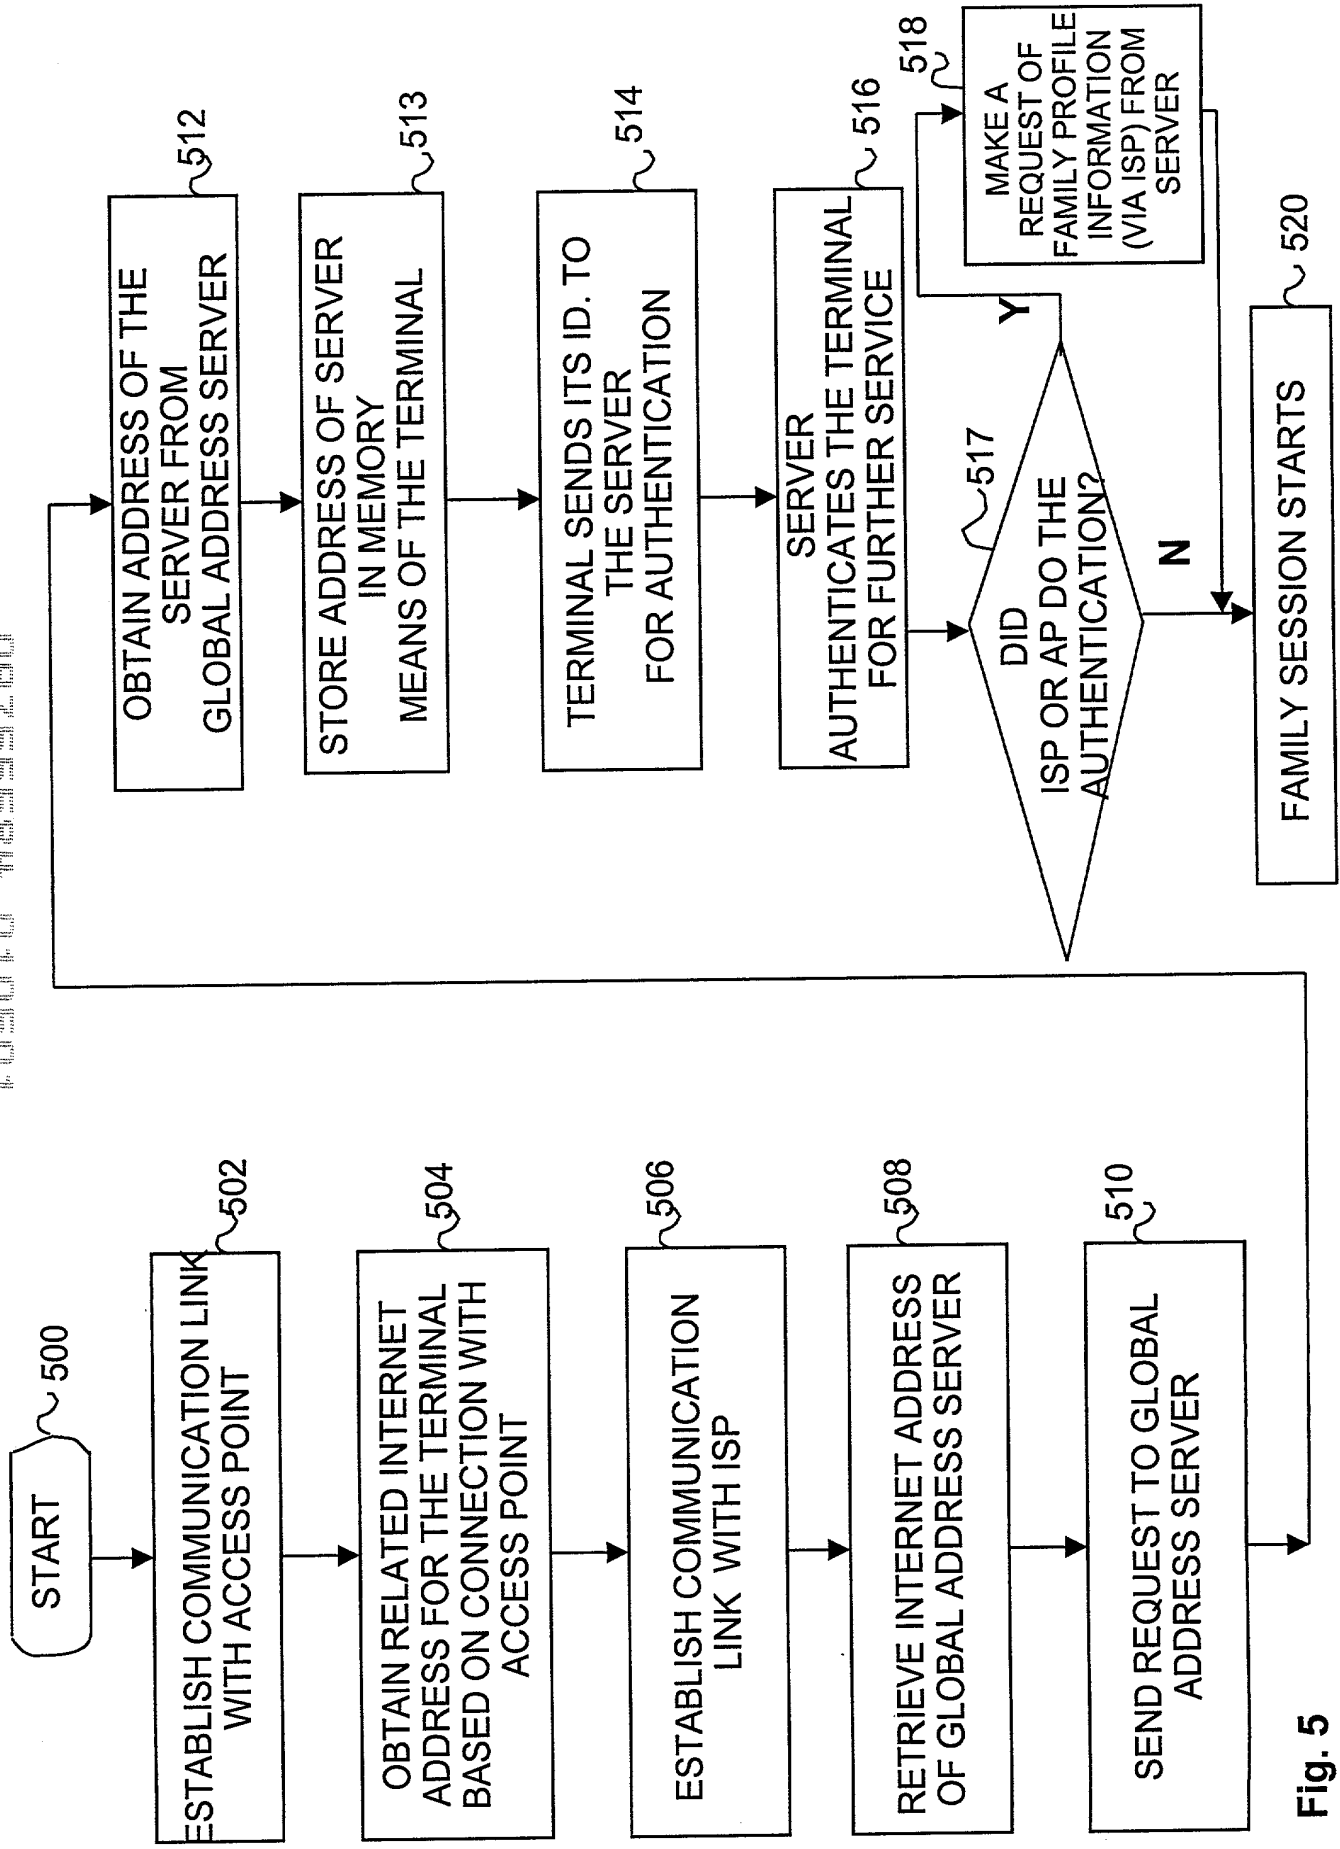 START
500
ESTABLISH COMMUNICATION LINK
WITH ACCESS POINT
502
OBTAIN RELATED INTERNET
ADDRESS FOR THE TERMINAL
BASED ON CONNECTION WITH
ACCESS POINT
504
ESTABLISH COMMUNICATION
LINK WITH ISP
506
RETRIEVE INTERNET ADDRESS
OF GLOBAL ADDRESS SERVER
508
SEND REQUEST TO GLOBAL
ADDRESS SERVER
510
OBTAIN ADDRESS OF THE
SERVER FROM
GLOBAL ADDRESS SERVER
512
STORE ADDRESS OF SERVER
IN MEMORY
MEANS OF THE TERMINAL
513
TERMINAL SENDS ITS ID. TO
THE SERVER
FOR AUTHENTICATION
514
SERVER
AUTHENTICATES THE TERMINAL
FOR FURTHER SERVICE
516
DID
ISP OR AP DO THE
AUTHENTICATION?
517
Y
MAKE A
REQUEST OF
FAMILY PROFILE
INFORMATION
(VIA ISP) FROM
SERVER
518
N
FAMILY SESSION STARTS
520
Fig. 5